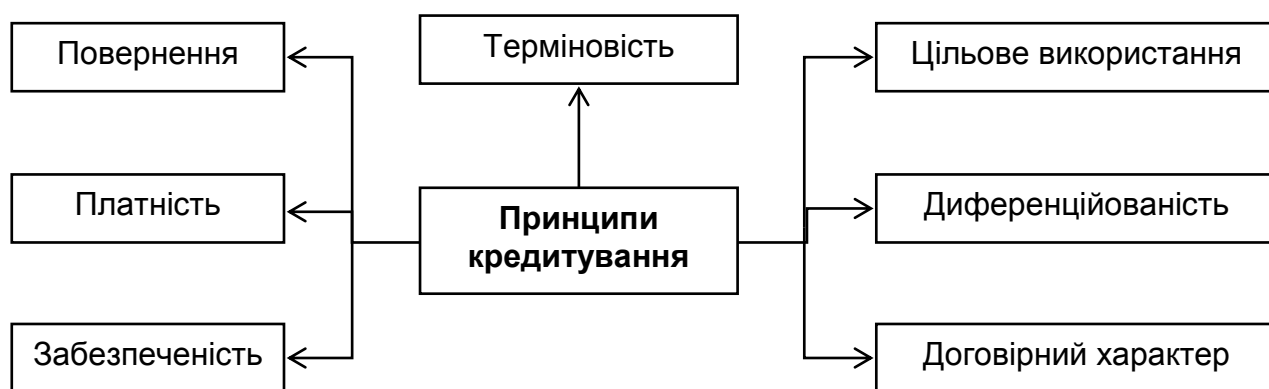 Повернення
Терміновість
Цільове використання
Платність
Принципи
кредитування
Диференційованість
Забезпеченість
Договірний характер